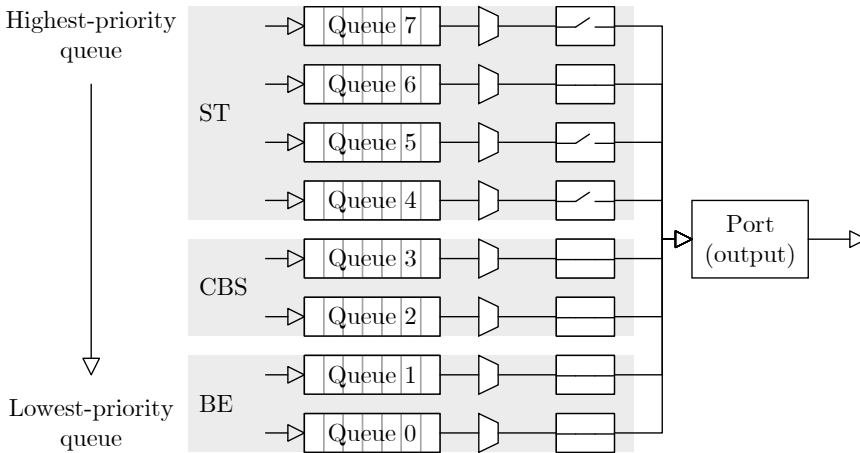 Highest-priority
queue
Lowest-priority
queue
ST
Queue 7
Queue 6
Queue 5
Queue 4
CBS
Queue 3
Queue 2
BE
Queue 1
Queue 0
Port
(output)